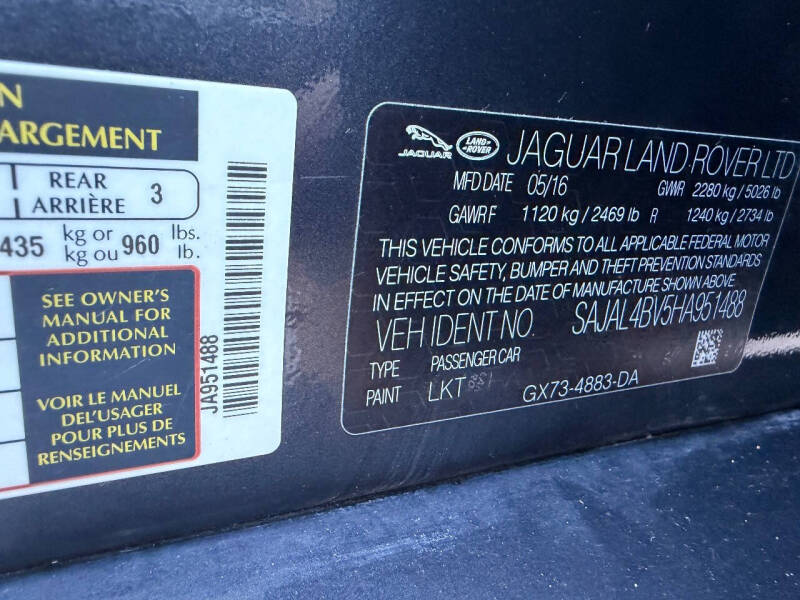 N
ARGEMENT
REAR
ARRIÈRE 3
435 kg or 960 lbs.
kg ou lb.
SEE OWNER'S
MANUAL FOR
ADDITIONAL
INFORMATION
VOIR LE MANUEL
DEL'USAGER
POUR PLUS DE
RENSEIGNEMENTS
JA951488
JAGUAR LAND ROVER JAGUAR LAND ROVER LTD
MFD DATE 05/16 GVWR 2280 kg / 5026 lb
GAWR F 1120 kg / 2469 lb R 1240 kg / 2734 lb
THIS VEHICLE CONFORMS TO ALL APPLICABLE FEDERAL MOTOR
VEHICLE SAFETY, BUMPER AND THEFT PREVENTION STANDARDS
IN EFFECT ON THE DATE OF MANUFACTURE SHOWN ABOVE.
VEH IDENT NO. SAJAL4BV5HA951488
TYPE PASSENGER CAR
PAINT LKT GX73-4883-DA